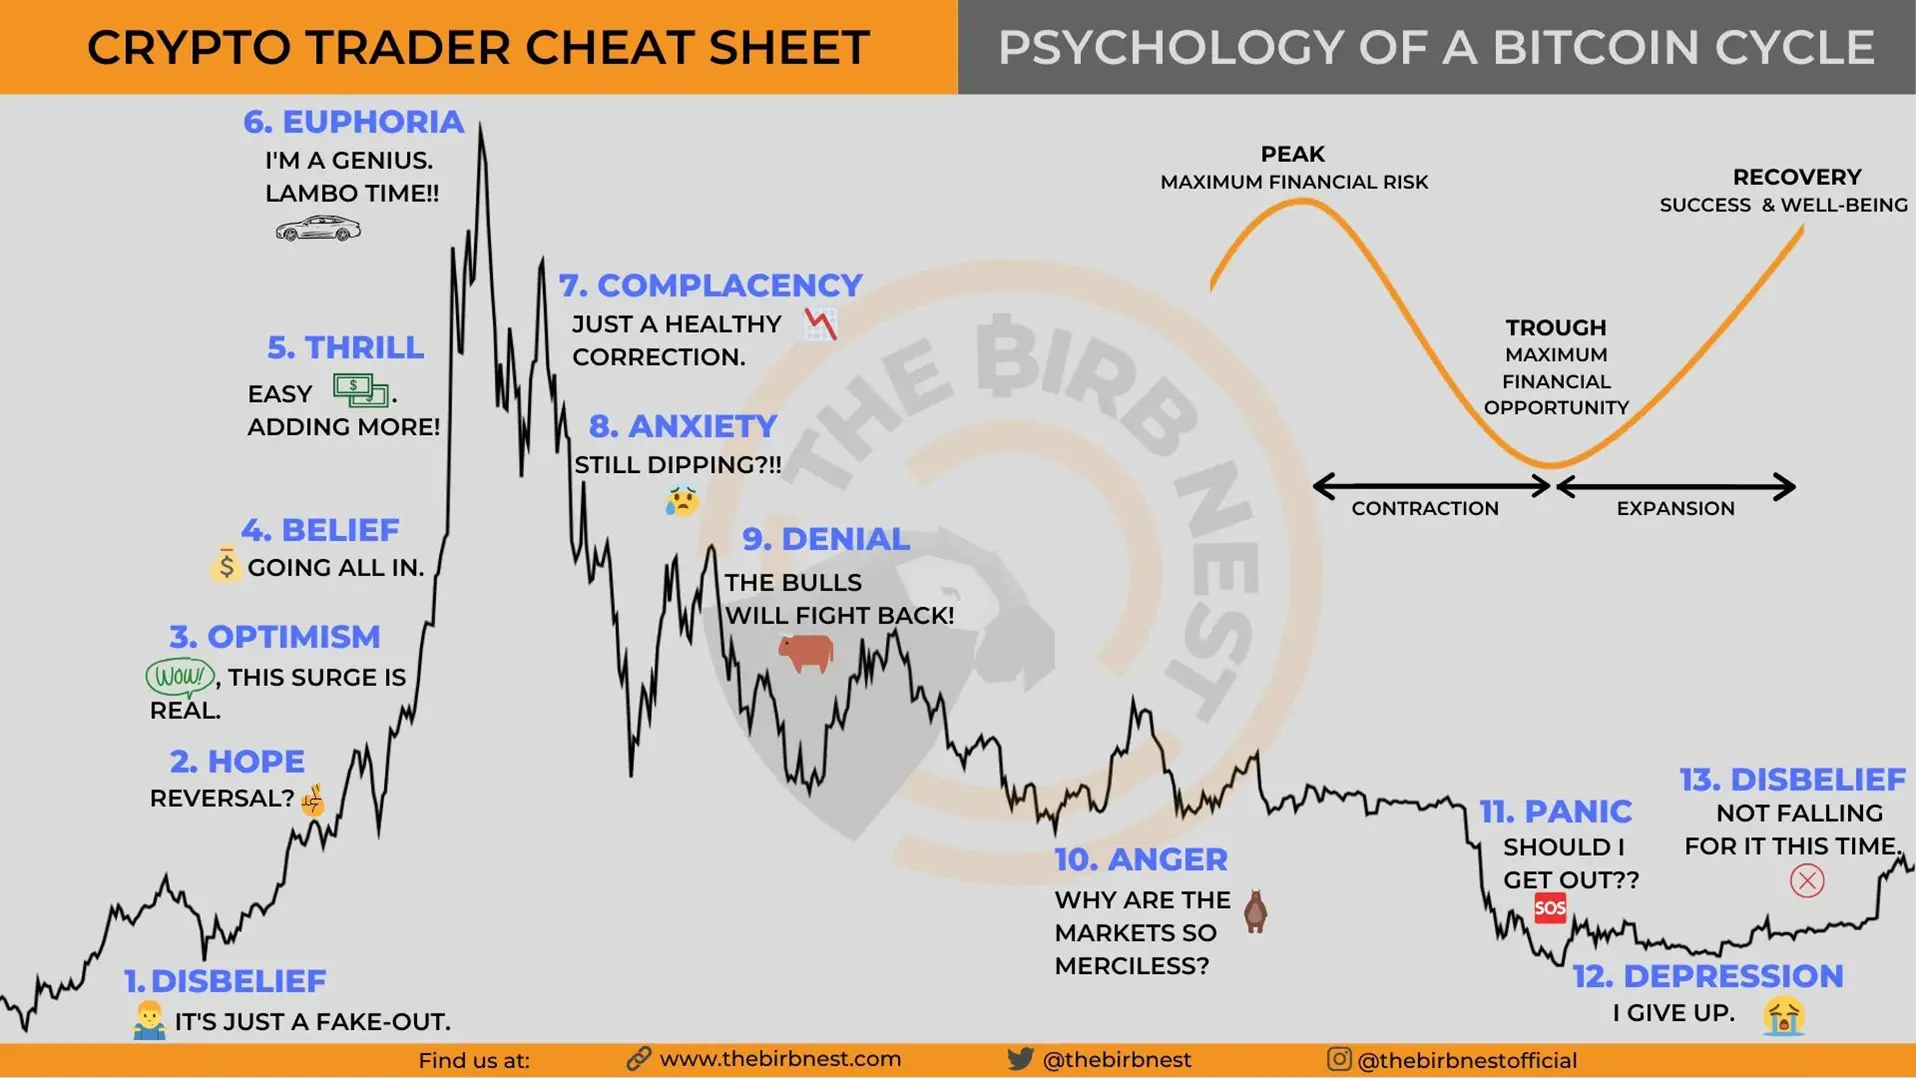 CRYPTO TRADER CHEAT SHEET
PSYCHOLOGY OF A BITCOIN CYCLE
6. EUPHORIA
I'M A GENIUS.
LAMBO TIME!!
5. THRILL
EASY $ $.
ADDING MORE!
4. BELIEF
$ GOING ALL IN.
3. OPTIMISM
WOW!, THIS SURGE IS
REAL.
2. HOPE
REVERSAL?
1. DISBELIEF
IT'S JUST A FAKE-OUT.
7. COMPLACENCY
JUST A HEALTHY
CORRECTION.
8. ANXIETY
STILL DIPPING?!!
9. DENIAL
THE BULLS
WILL FIGHT BACK!
10. ANGER
WHY ARE THE
MARKETS SO
MERCILESS?
11. PANIC
SHOULD I
GET OUT??
SOS
12. DEPRESSION
I GIVE UP.
13. DISBELIEF
NOT FALLING
FOR IT THIS TIME.
PEAK
MAXIMUM FINANCIAL RISK
TROUGH
MAXIMUM
FINANCIAL
OPPORTUNITY
RECOVERY
SUCCESS & WELL-BEING
CONTRACTION
EXPANSION
THE ₿IRB NEST
Find us at:
www.thebirbnest.com
@thebirbnest
@thebirbnestofficial